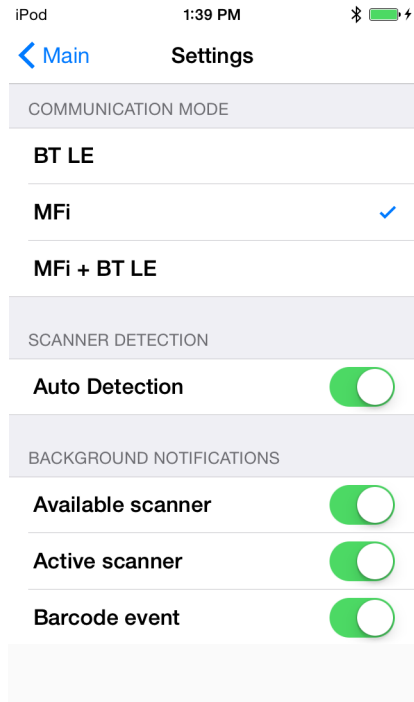 iPod 1:39 PM
Main Settings
COMMUNICATION MODE
BT LE
MFi
MFi + BT LE
SCANNER DETECTION
Auto Detection
BACKGROUND NOTIFICATIONS
Available scanner
Active scanner
Barcode event